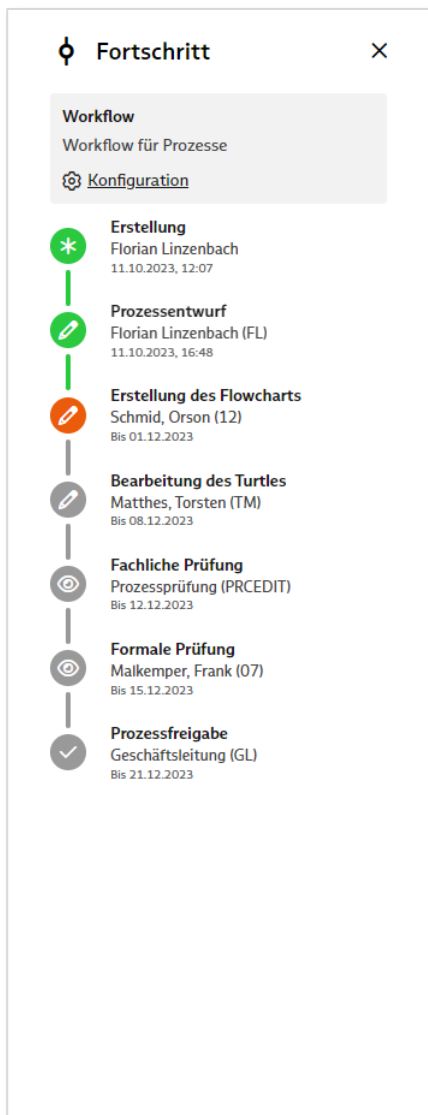 Fortschritt
Workflow
Workflow für Prozesse
Konfiguration
Erstellung
Florian Linzenbach
11.10.2023, 12:07
Prozessentwurf
Florian Linzenbach (FL)
11.10.2023, 16:48
Erstellung des Flowcharts
Schmid, Orson (12)
Bis 01.12.2023
Bearbeitung des Turtles
Matthes, Torsten (TM)
Bis 08.12.2023
Fachliche Prüfung
Prozessprüfung (PRCEDIT)
Bis 12.12.2023
Formale Prüfung
Malkemper, Frank (07)
Bis 15.12.2023
Prozessfreigabe
Geschäftsleitung (GL)
Bis 21.12.2023